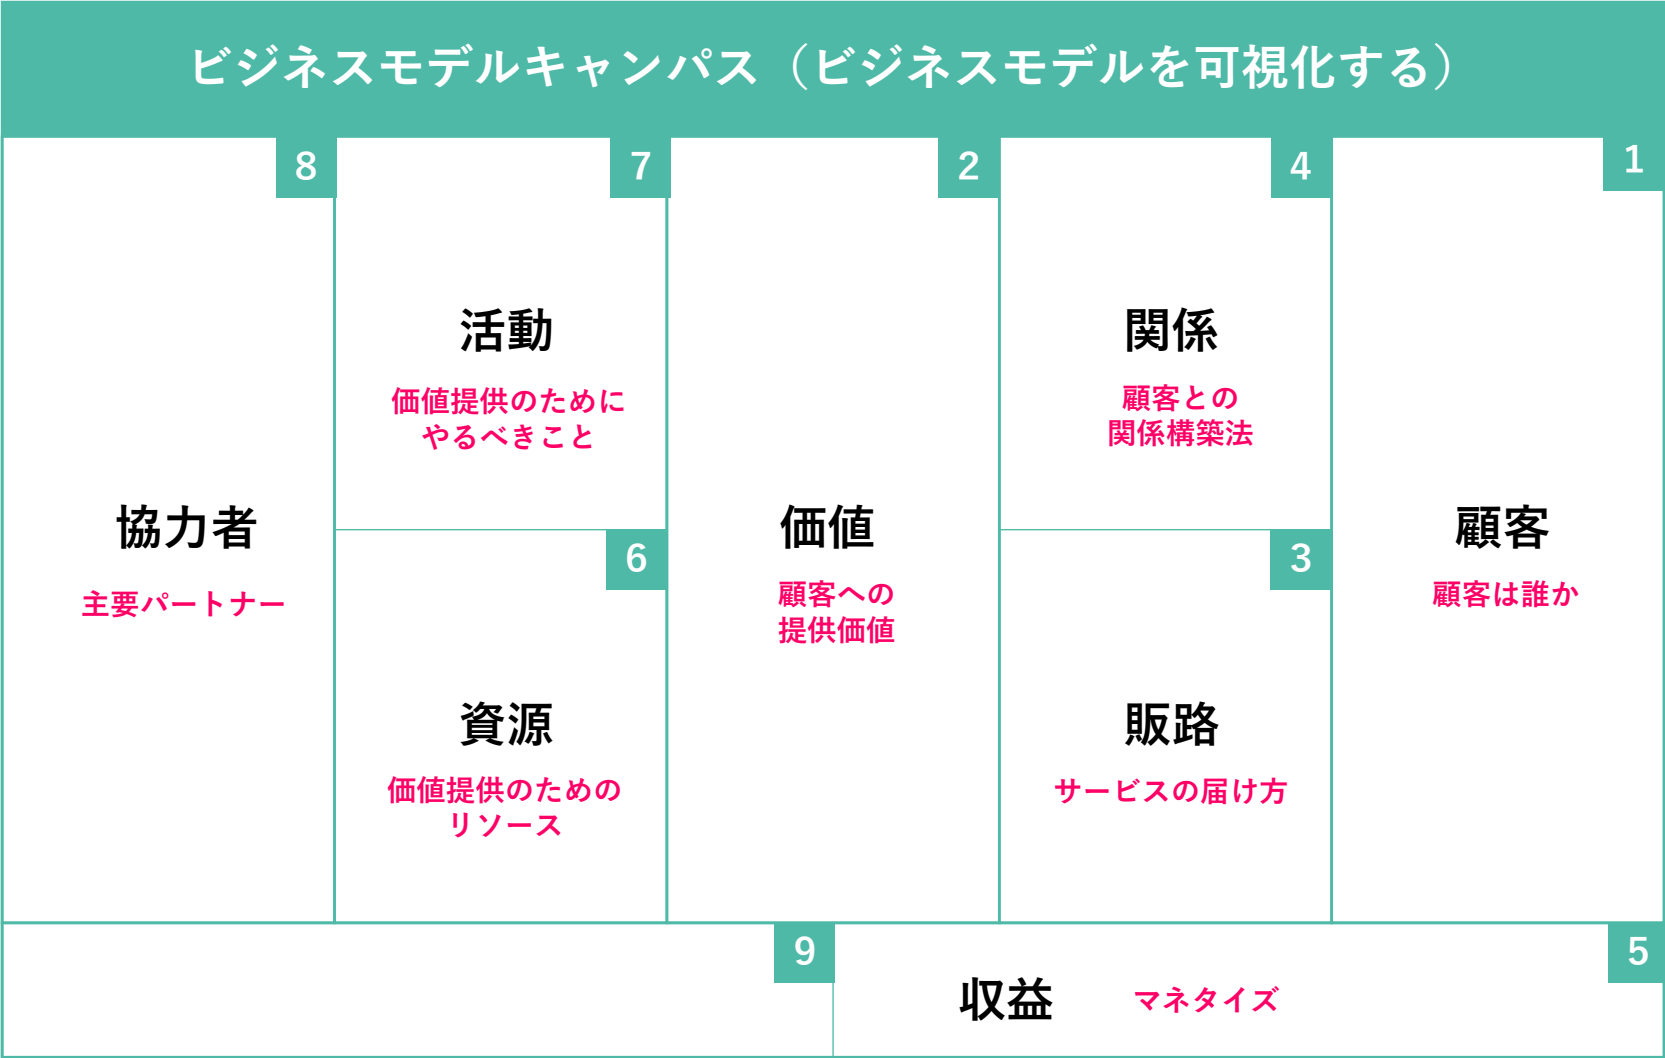 ビジネスモデルキャンパス（ビジネスモデルを可視化する）
8
協力者
主要パートナー
7
活動
価値提供のために
やるべきこと
6
資源
価値提供のための
リソース
2
価値
顧客への
提供価値
4
関係
顧客との
関係構築法
3
販路
サービスの届け方
1
顧客
顧客は誰か
9
5
収益
マネタイズ